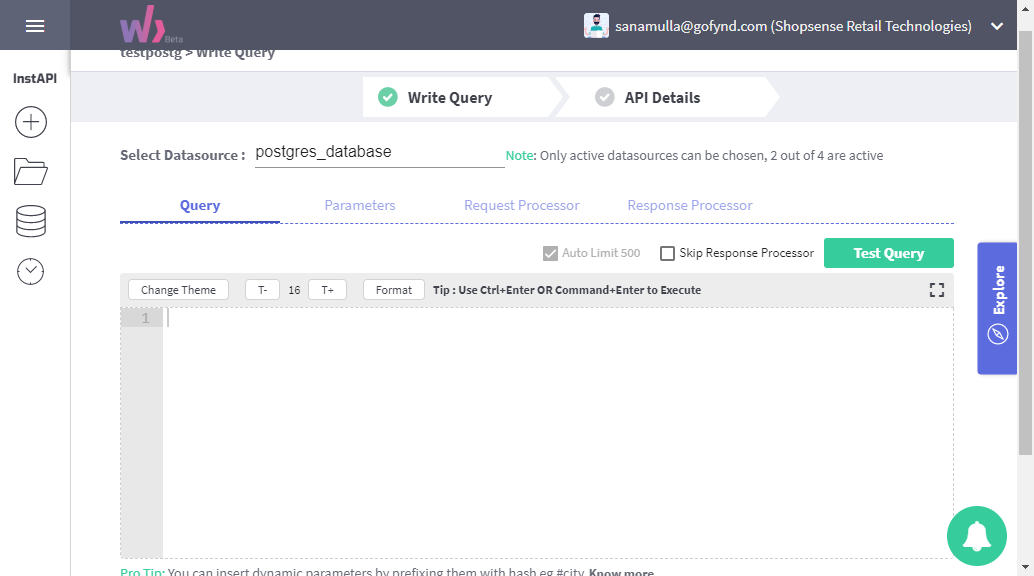 Beta
sanamulla@gofynd.com (Shopsense Retail Technologies)
testpostg > Write Query
InstAPI
Write Query
API Details
Select Datasource :
postgres_database
Note: Only active datasources can be chosen, 2 out of 4 are active
Query
Parameters
Request Processor
Response Processor
Auto Limit 500
Skip Response Processor
Test Query
Change Theme
T-
16
T+
Format
Tip : Use Ctrl+Enter OR Command+Enter to Execute
Explore
1
Pro Tip: You can insert dynamic parameters by prefixing them with hash eg #city. Know more